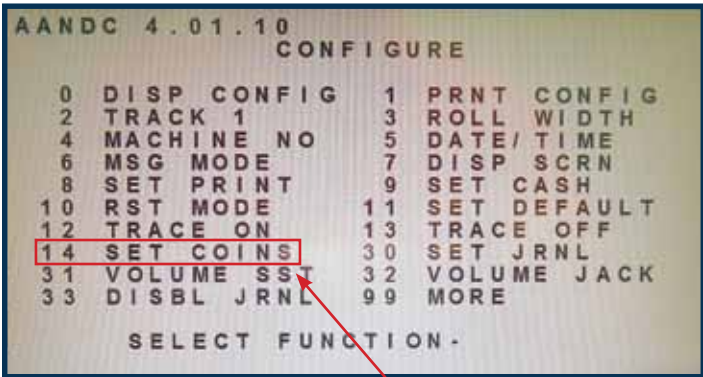 AANDC 4.01.10
CONFIGURE
0 DISP CONFIG 1 PRNT CONFIG
2 TRACK 1 3 ROLL WIDTH
4 MACHINE NO 5 DATE/TIME
6 MSG MODE 7 DISP SCRN
8 SET PRINT 9 SET CASH
10 RST MODE 11 SET DEFAULT
12 TRACE ON 13 TRACE OFF
14 SET COINS 30 SET JRNL
31 VOLUME SST 32 VOLUME JACK
33 DISBL JRNL 99 MORE
SELECT FUNCTION-